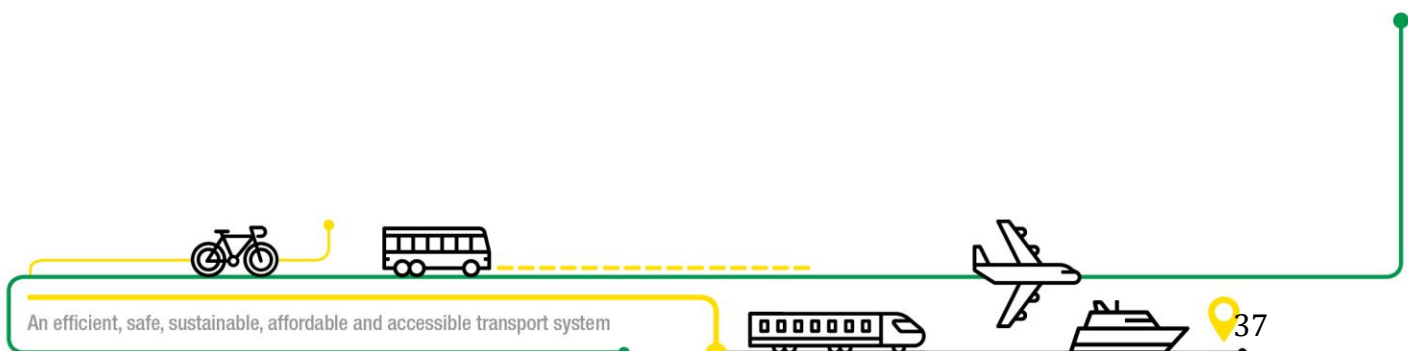 An efficient, safe, sustainable, affordable and accessible transport system
37